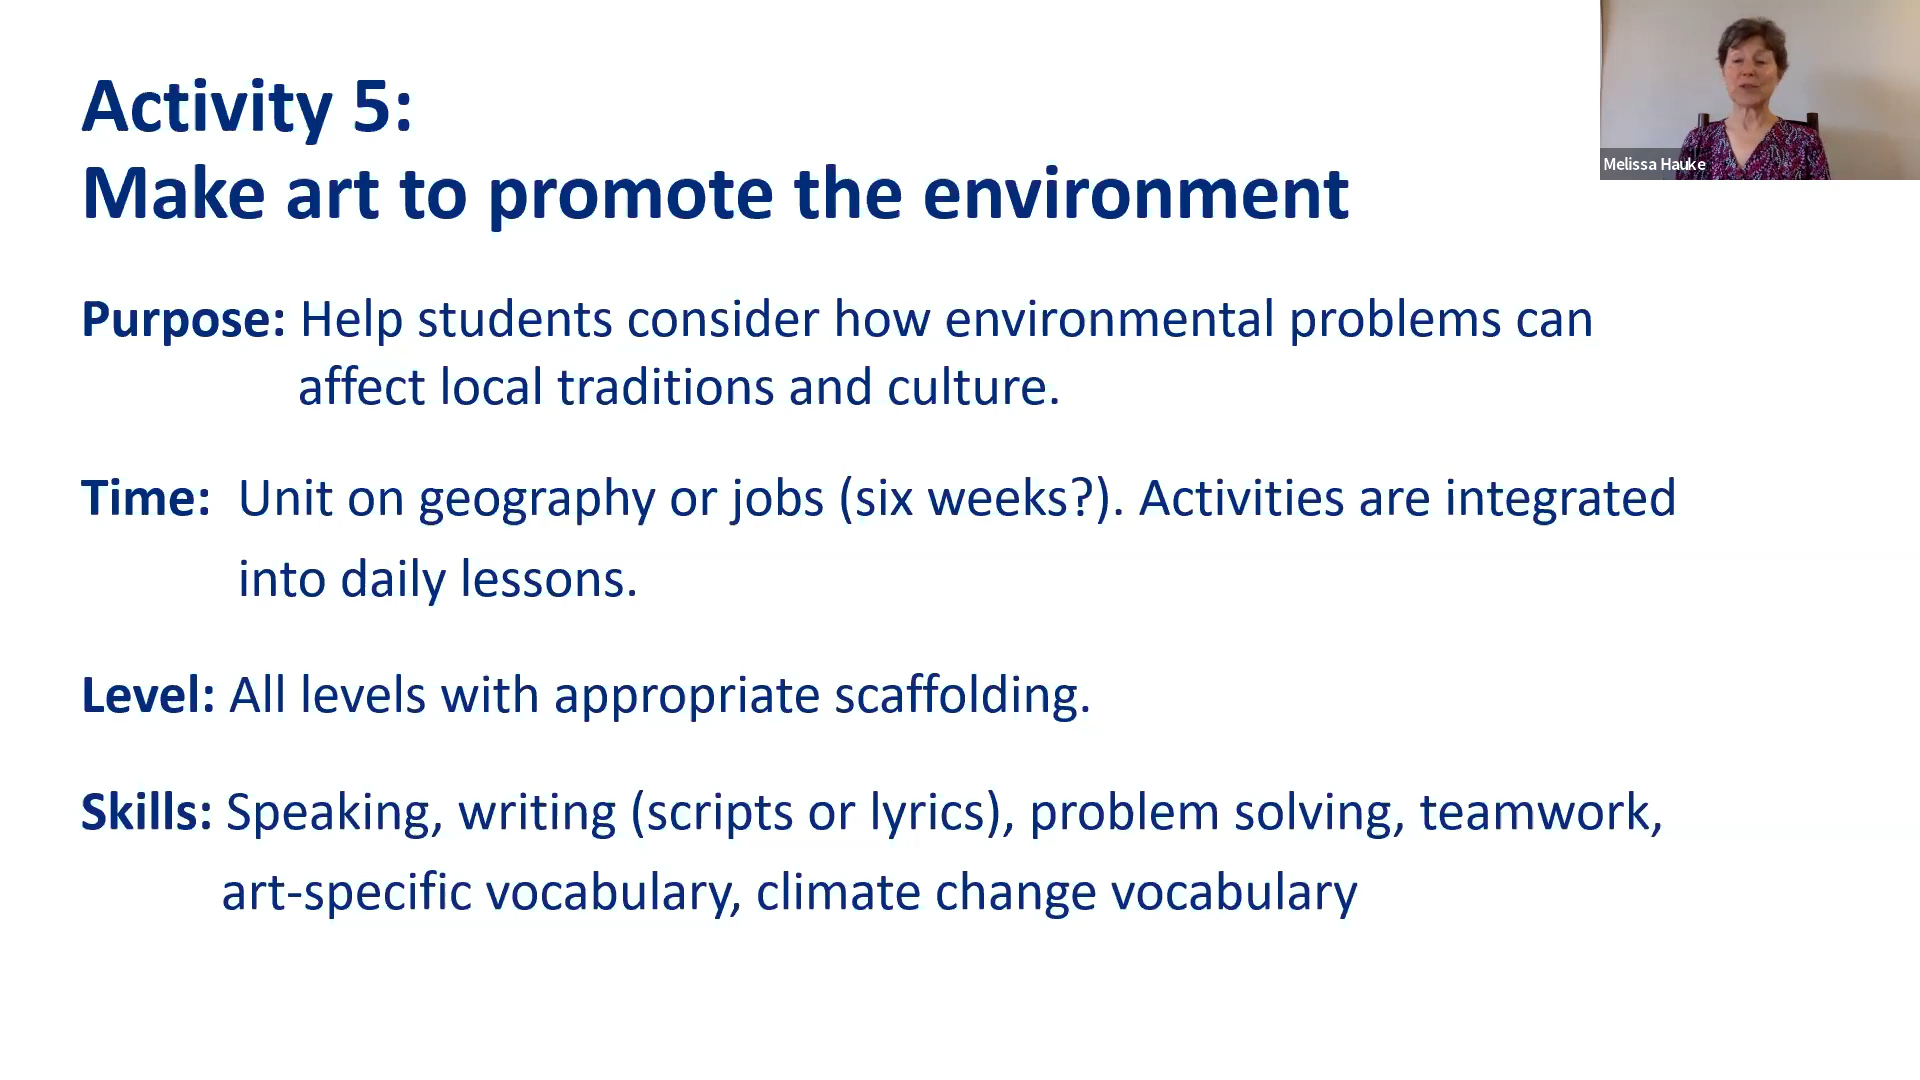 Activity 5:
Make art to promote the environment
Melissa Hauke
Purpose: Help students consider how environmental problems can
affect local traditions and culture.
Time: Unit on geography or jobs (six weeks?). Activities are integrated
into daily lessons.
Level: All levels with appropriate scaffolding.
Skills: Speaking, writing (scripts or lyrics), problem solving, teamwork,
art-specific vocabulary, climate change vocabulary